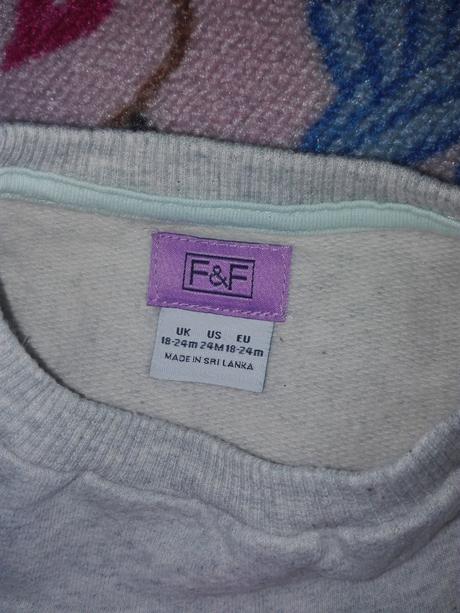 F&F
UK US EU
18-24m 24M 18-24m
MADE IN SRI LANKA